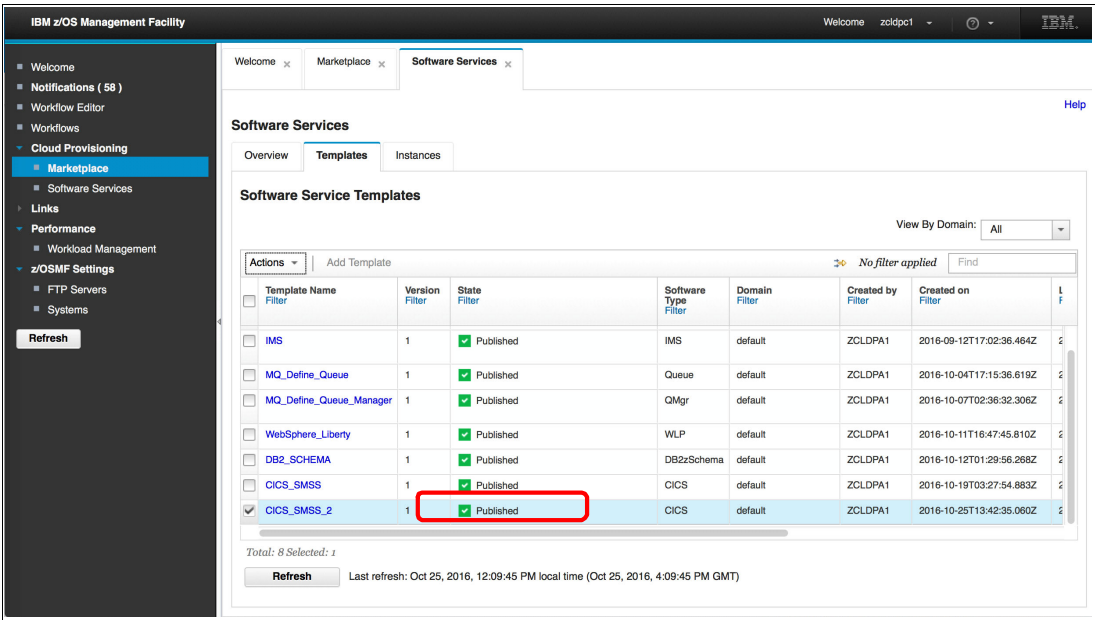 IBM z/OS Management Facility
Welcome zcldpc1
IBM.
Welcome
Notifications ( 58 )
Workflow Editor
Workflows
Cloud Provisioning
Marketplace
Software Services
Links
Performance
Workload Management
z/OSMF Settings
FTP Servers
Systems
Refresh
Welcome Marketplace Software Services
Help
Software Services
Overview Templates Instances
Software Service Templates
View By Domain: All
Actions Add Template No filter applied Find
Template Name Version State Software Type Domain Created by Created on L
Filter Filter Filter Filter Filter Filter Filter F
IMS 1 Published IMS default ZCLDPA1 2016-09-12T17:02:36.464Z 2
MQ_Define_Queue 1 Published Queue default ZCLDPA1 2016-10-04T17:15:36.619Z 2
MQ_Define_Queue_Manager 1 Published QMgr default ZCLDPA1 2016-10-07T02:36:32.306Z 2
WebSphere_Liberty 1 Published WLP default ZCLDPA1 2016-10-11T16:47:45.810Z 2
DB2_SCHEMA 1 Published DB2zSchema default ZCLDPA1 2016-10-12T01:29:56.268Z 2
CICS_SMSS 1 Published CICS default ZCLDPA1 2016-10-19T03:27:54.883Z 2
CICS_SMSS_2 1 Published CICS default ZCLDPA1 2016-10-25T13:42:35.060Z 2
Total: 8 Selected: 1
Refresh Last refresh: Oct 25, 2016, 12:09:45 PM local time (Oct 25, 2016, 4:09:45 PM GMT)